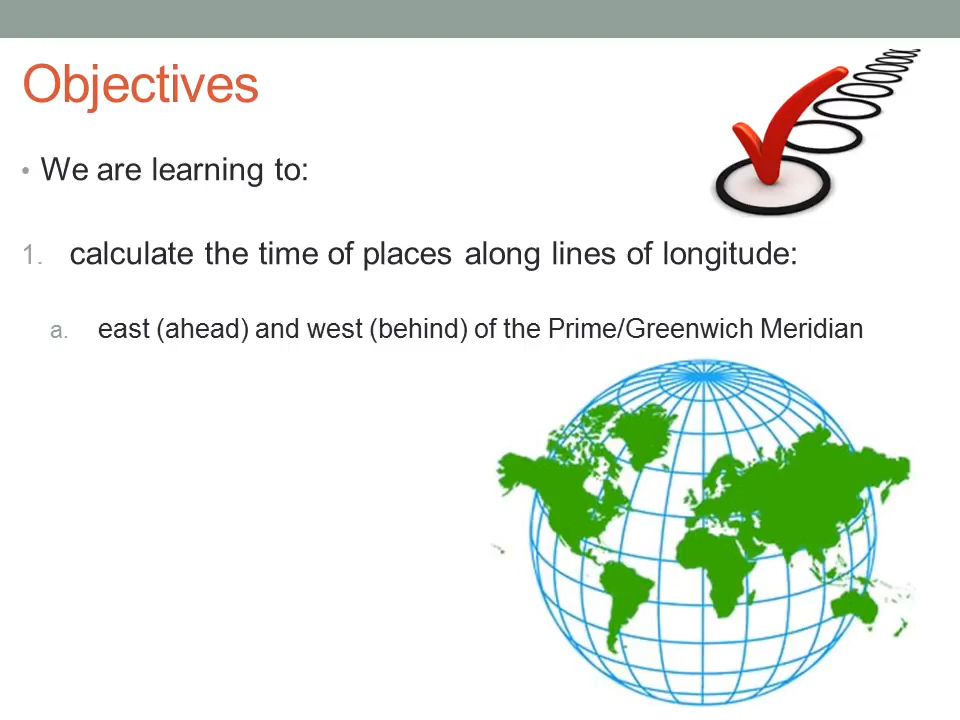 Objectives
• We are learning to:
1. calculate the time of places along lines of longitude:
a. east (ahead) and west (behind) of the Prime/Greenwich Meridian